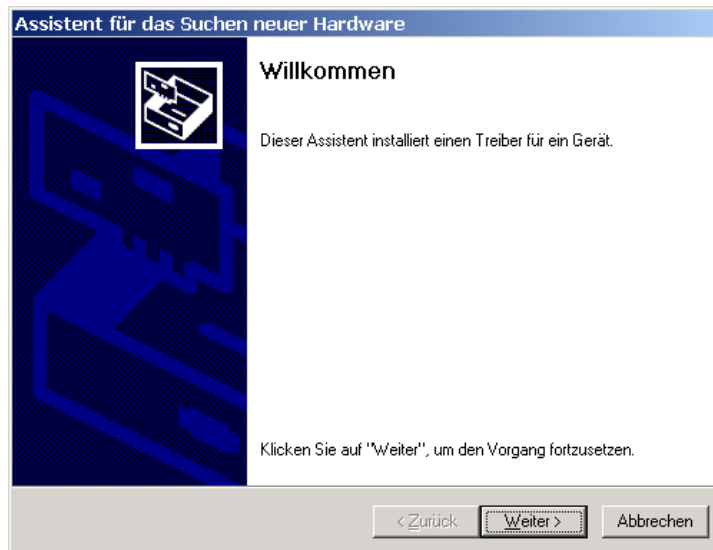 Assistent für das Suchen neuer Hardware
Willkommen
Dieser Assistent installiert einen Treiber für ein Gerät.
Klicken Sie auf "Weiter", um den Vorgang fortzusetzen.
< Zurück Weiter > Abbrechen